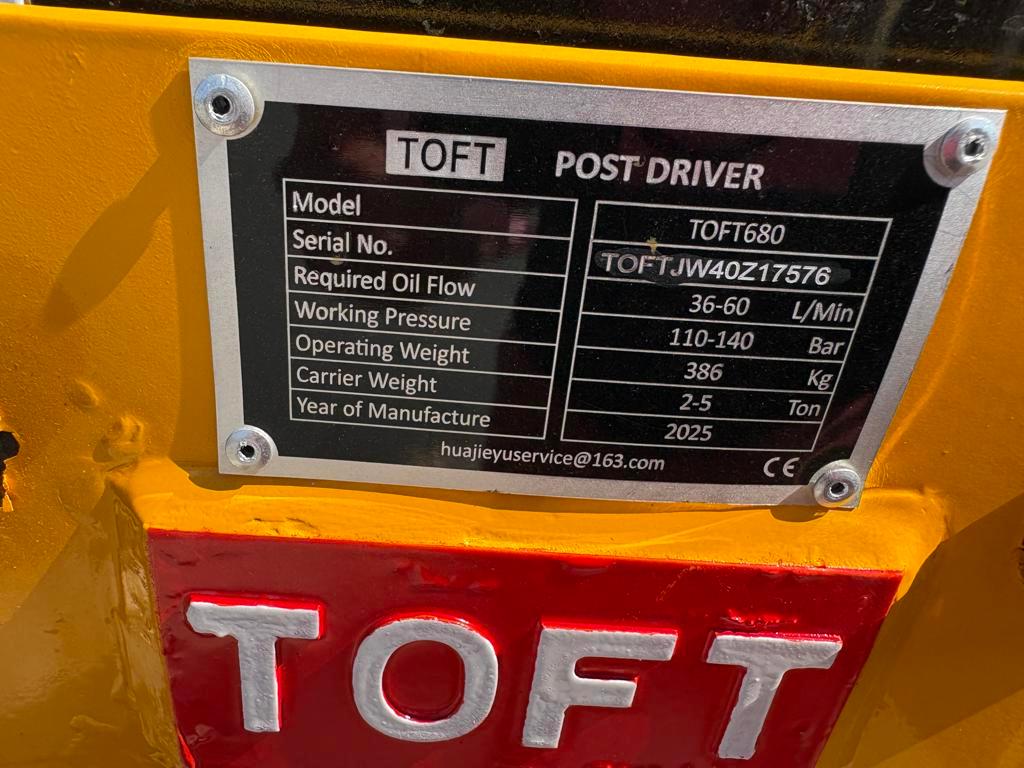 TOFT POST DRIVER
Model TOFT680
Serial No. TOFTJW40Z17576
Required Oil Flow 36-60 L/Min
Working Pressure 110-140 Bar
Operating Weight 386 Kg
Carrier Weight 2-5 Ton
Year of Manufacture 2025
huajieyuservice@163.com CE
TOFT